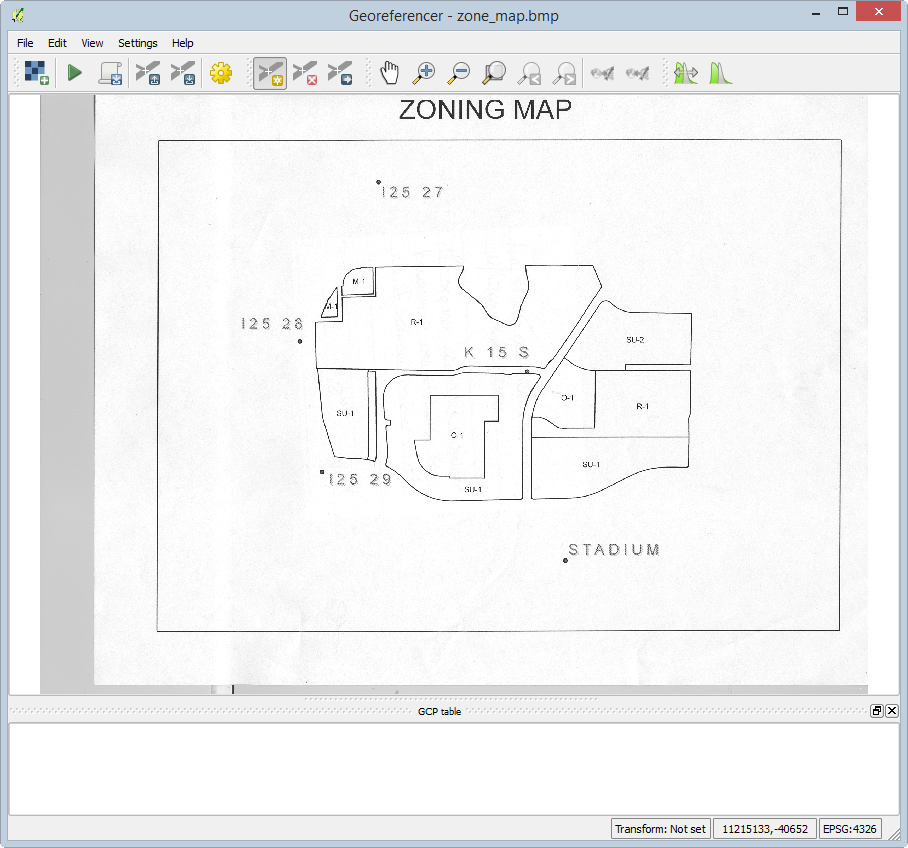 Georeferencer - zone_map.bmp
File Edit View Settings Help
ZONING MAP
I25 27
M-1
M-1
I25 28
R-1
SU-2
K 15 S
O-1
R-1
SU-1
C-1
SU-1
I25 29
SU-1
STADIUM
GCP table
Transform: Not set 11215133,-40652 EPSG:4326